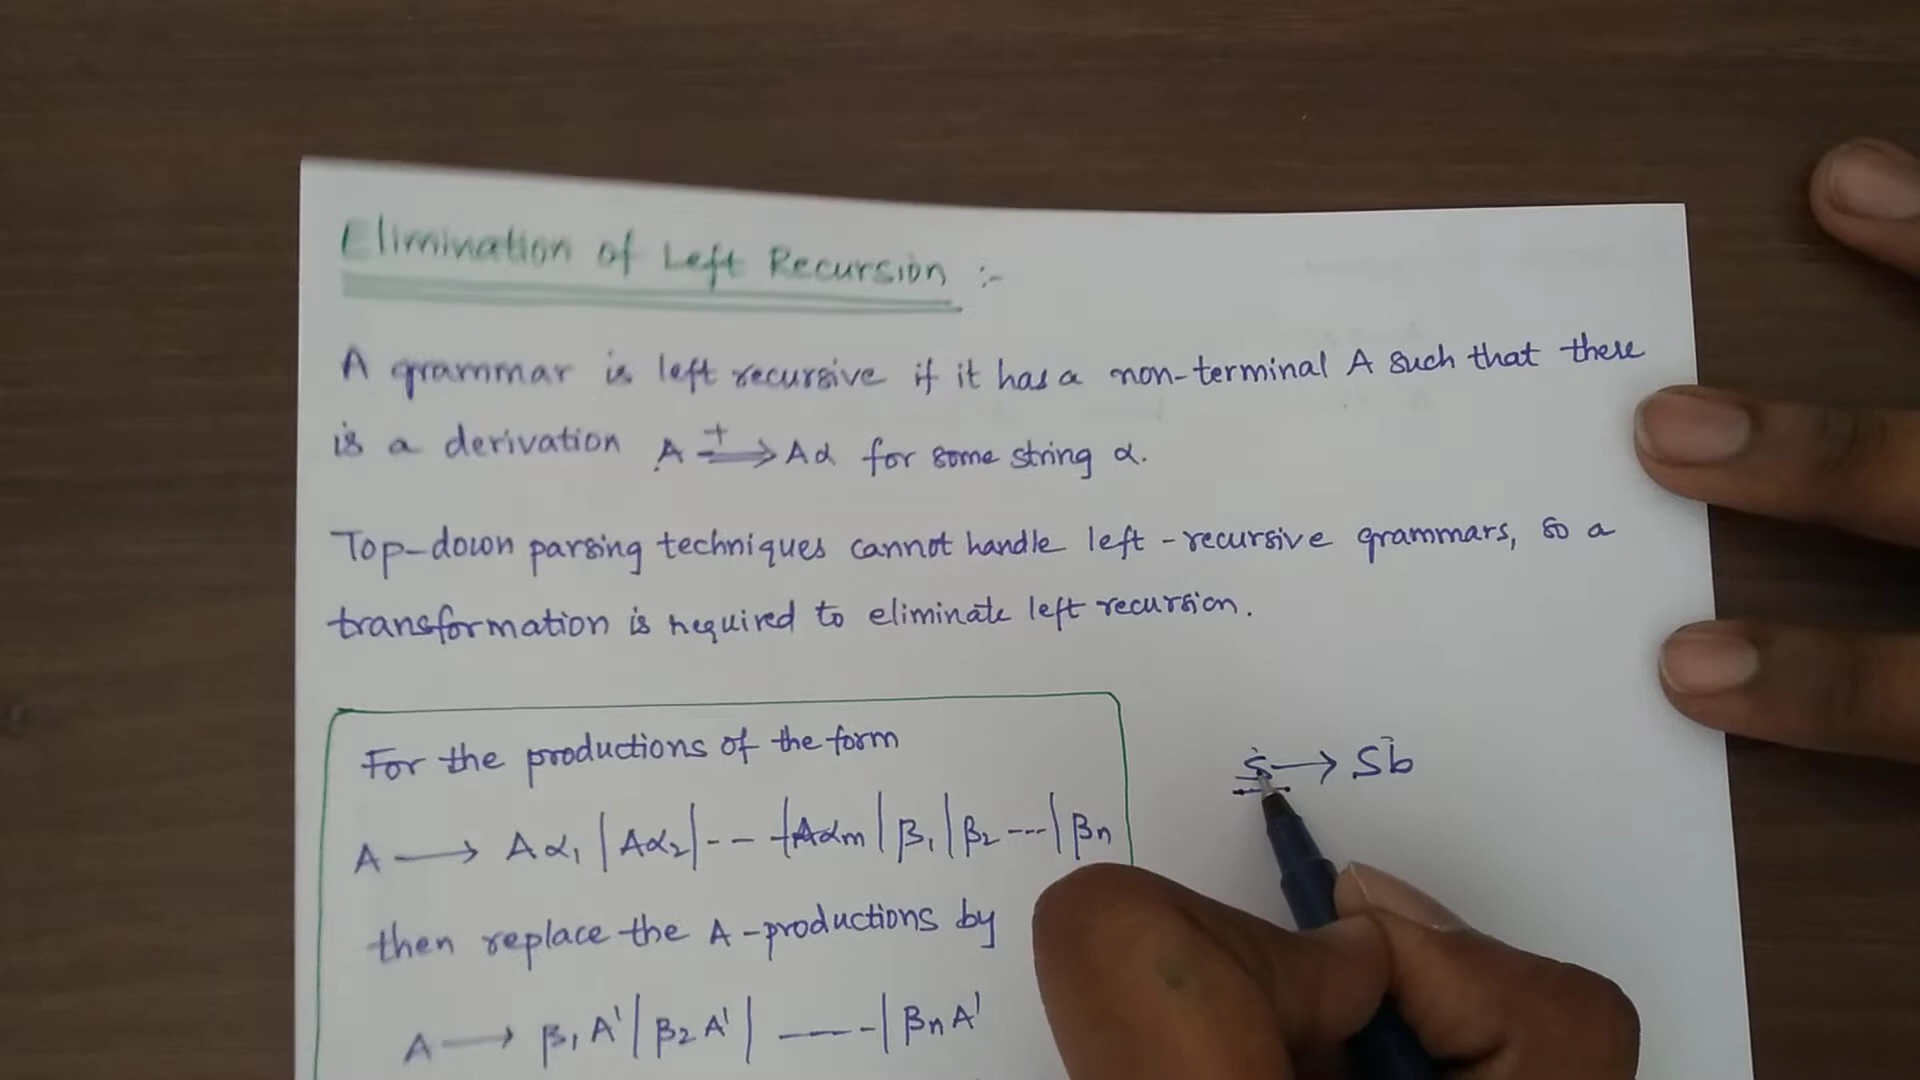 Elimination of Left Recursion :-
A grammar is left recursive if it has a non-terminal A such that there
is a derivation A =+=> Aα for some string α.
Top-down parsing techniques cannot handle left-recursive grammars, so a
transformation is required to eliminate left recursion.
For the productions of the form
A ⟶ Aα₁ | Aα₂ | -- -- | Aαm | β₁ | β₂ --- | βn
S ⟶ Sb
then replace the A-productions by
A ⟶ β₁ A' | β₂ A' | ------- | βn A'